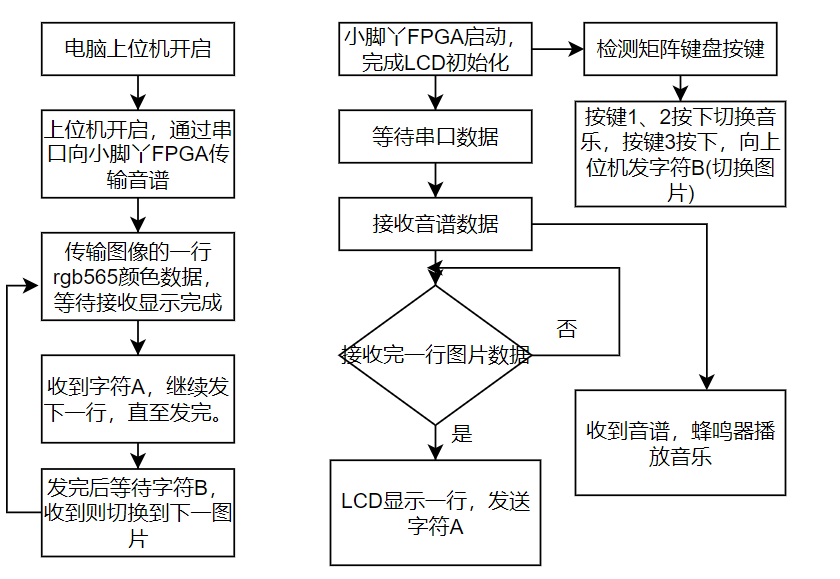 电脑上位机开启
上位机开启，通过串
口向小脚丫FPGA传
输音谱
传输图像的一行
rgb565颜色数据，
等待接收显示完成
收到字符A，继续发
下一行，直至发完。
发完后等待字符B，
收到则切换到下一图
片
小脚丫FPGA启动，
完成LCD初始化
等待串口数据
接收音谱数据
接收完一行图片数据
否
是
LCD显示一行，发送
字符A
检测矩阵键盘按键
按键1、2按下切换音
乐，按键3按下，向上
位机发字符B(切换图
片)
收到音谱，蜂鸣器播
放音乐